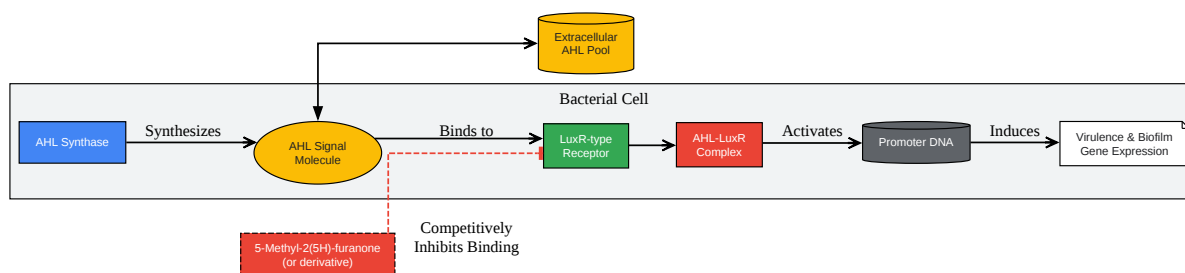 Extracellular
AHL Pool
Bacterial Cell
AHL Synthase
Synthesizes
AHL Signal
Molecule
Binds to
LuxR-type
Receptor
AHL-LuxR
Complex
Activates
Promoter DNA
Induces
Virulence & Biofilm
Gene Expression
5-Methyl-2(5H)-furanone
(or derivative)
Competitively
Inhibits Binding